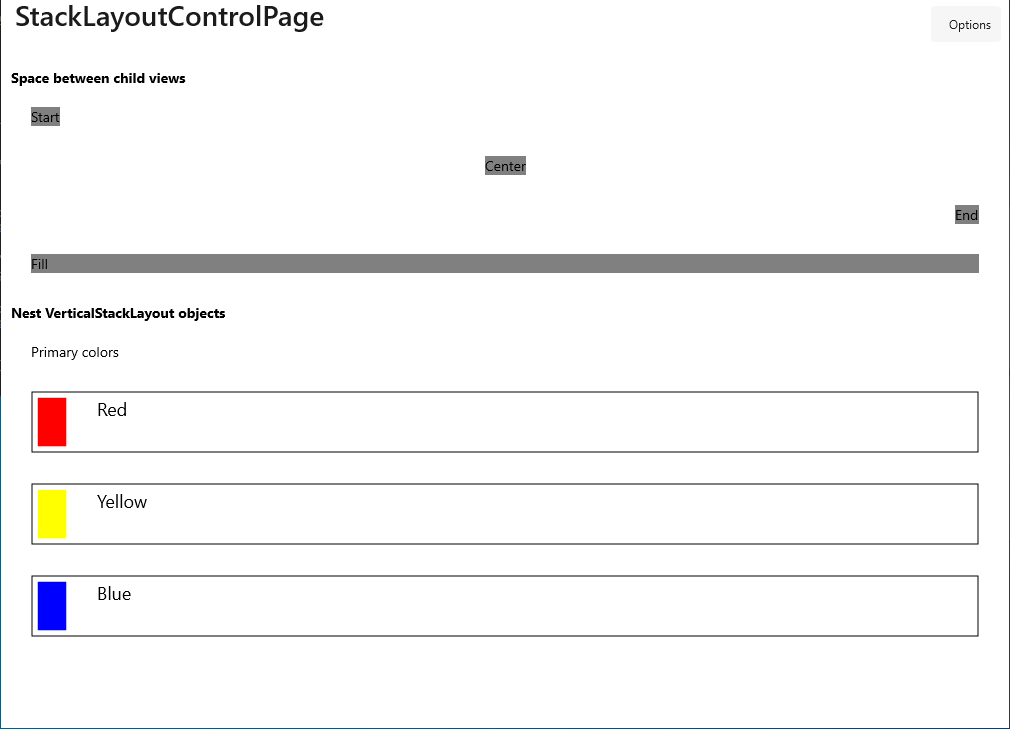 StackLayoutControlPage
Options
Space between child views
Start
Center
End
Fill
Nest VerticalStackLayout objects
Primary colors
Red
Yellow
Blue